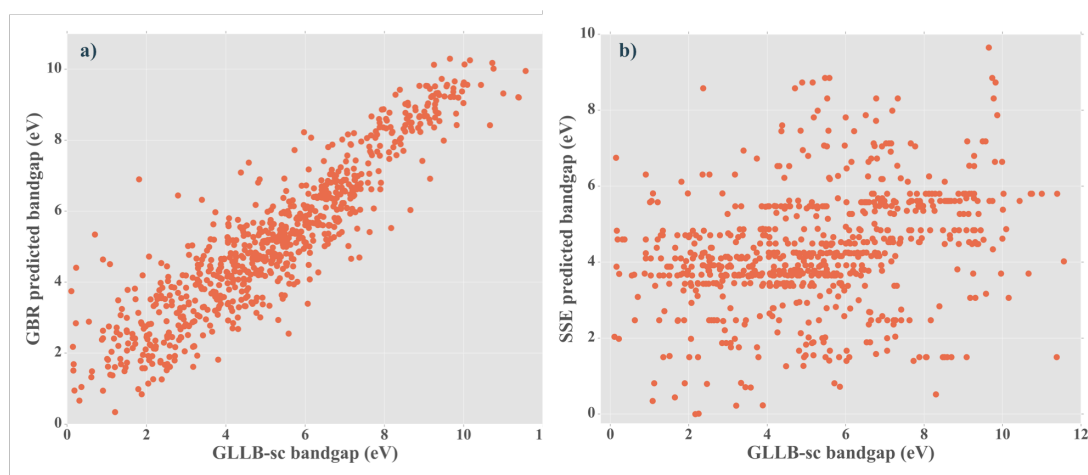 a)
GBR predicted bandgap (eV)
10
8
6
4
2
0
0 2 4 6 8 10 1
GLLB-sc bandgap (eV)
b)
SSE predicted bandgap (eV)
10
8
6
4
2
0
0 2 4 6 8 10 12
GLLB-sc bandgap (eV)